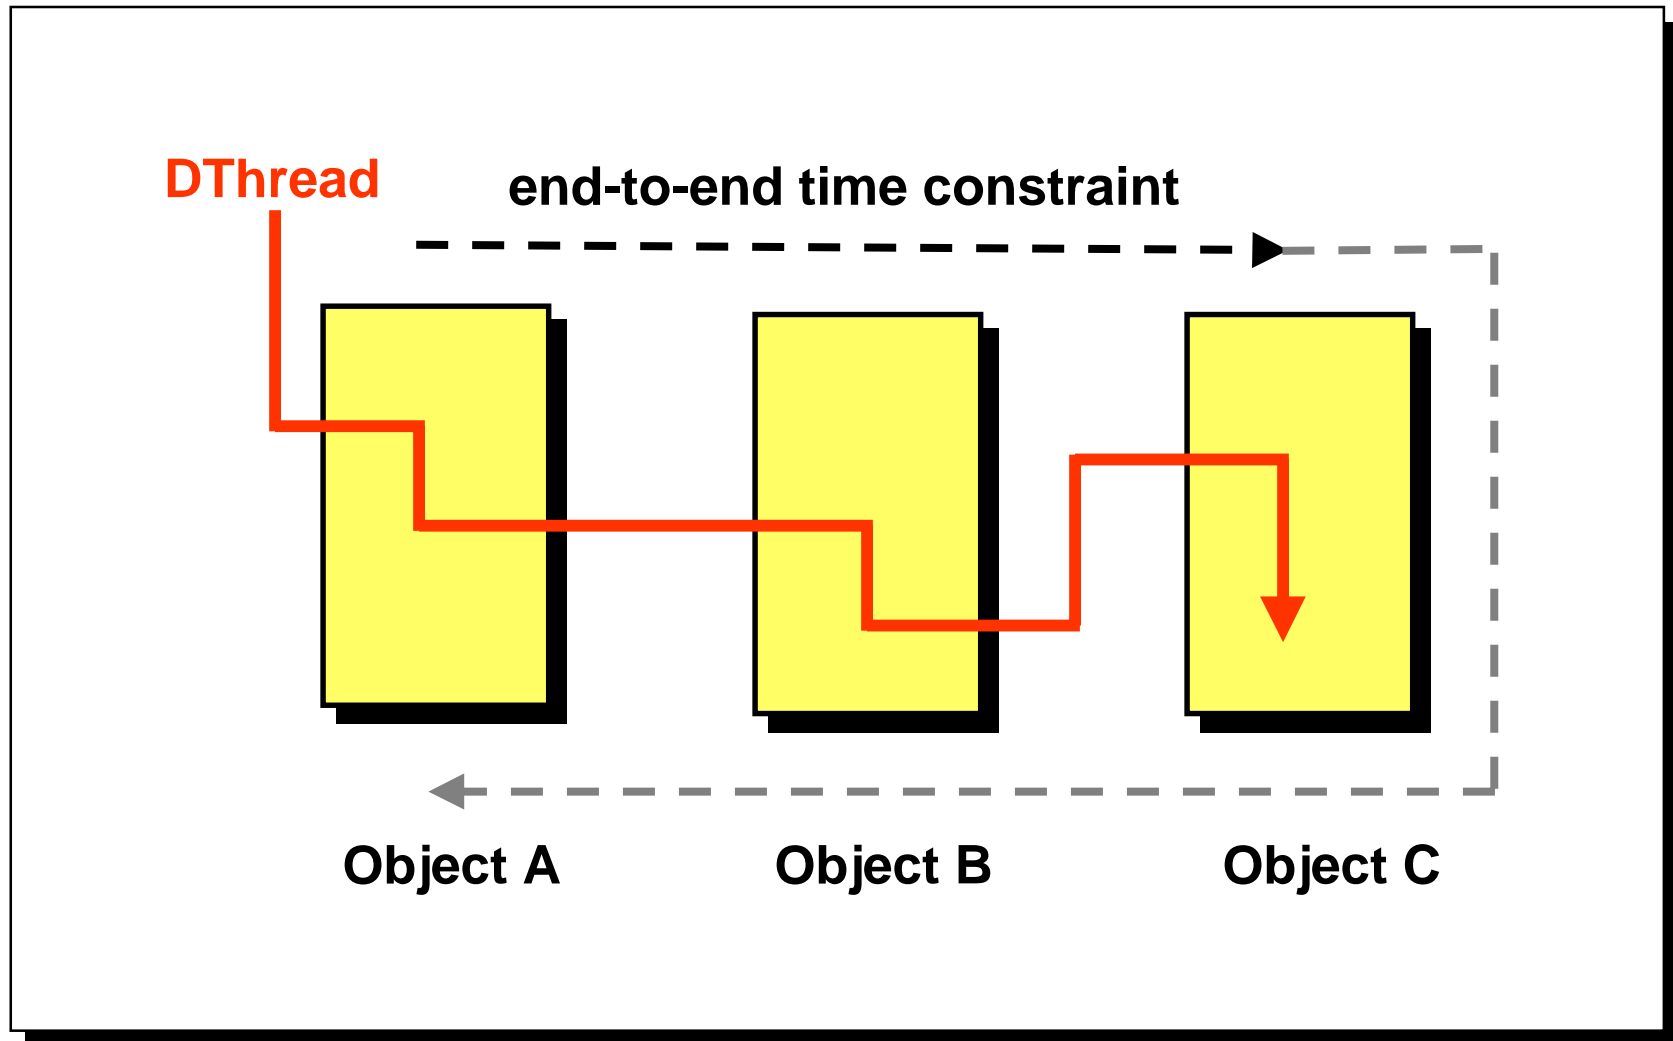 DThread
end-to-end time constraint
Object A
Object B
Object C